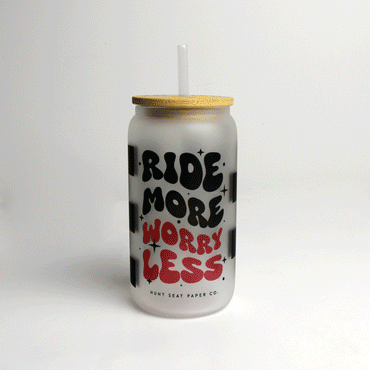 RIDE
MORE
WORRY
LESS
HUNT SEAT PAPER CO.